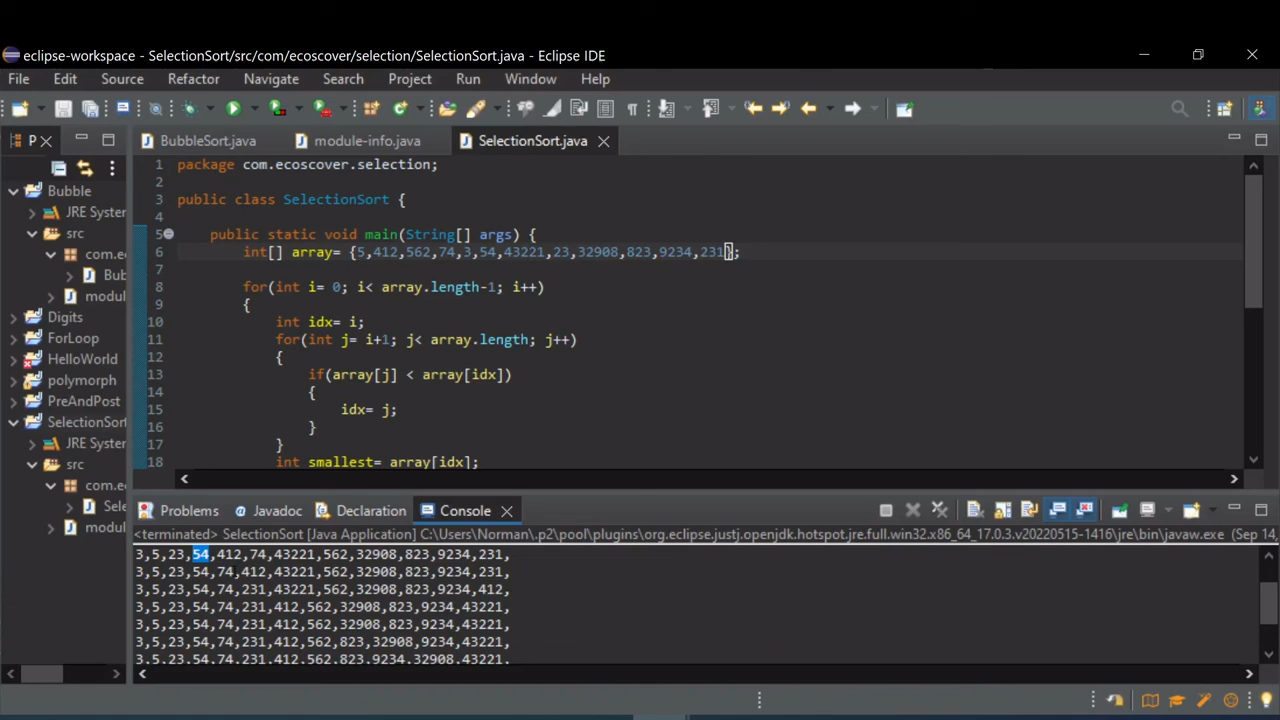 eclipse-workspace - SelectionSort/src/com/ecoscover/selection/SelectionSort.java - Eclipse IDE
File Edit Source Refactor Navigate Search Project Run Window Help
P
BubbleSort.java module-info.java SelectionSort.java
Bubble
JRE System
src
com.e
Bub
modul
Digits
ForLoop
HelloWorld
polymorph
PreAndPost
SelectionSort
JRE System
src
com.e
Sele
modul
1 package com.ecoscover.selection;
2
3 public class SelectionSort {
4
5 public static void main(String[] args) {
6 int[] array= {5,412,562,74,3,54,43221,23,32908,823,9234,231};
7
8 for(int i= 0; i< array.length-1; i++)
9 {
10 int idx= i;
11 for(int j= i+1; j< array.length; j++)
12 {
13 if(array[j] < array[idx])
14 {
15 idx= j;
16 }
17 }
18 int smallest= array[idx];
Problems Javadoc Declaration Console
<terminated> SelectionSort [Java Application] C:\Users\Norman\.p2\pool\plugins\org.eclipse.justj.openjdk.hotspot.jre.full.win32.x86_64_17.0.3.v20220515-1416\jre\bin\javaw.exe (Sep 14,
3,5,23,54,412,74,43221,562,32908,823,9234,231,
3,5,23,54,74,412,43221,562,32908,823,9234,231,
3,5,23,54,74,231,43221,562,32908,823,9234,412,
3,5,23,54,74,231,412,562,32908,823,9234,43221,
3,5,23,54,74,231,412,562,32908,823,9234,43221,
3,5,23,54,74,231,412,562,823,32908,9234,43221,
3,5,23,54,74,231,412,562,823,9234,32908,43221,